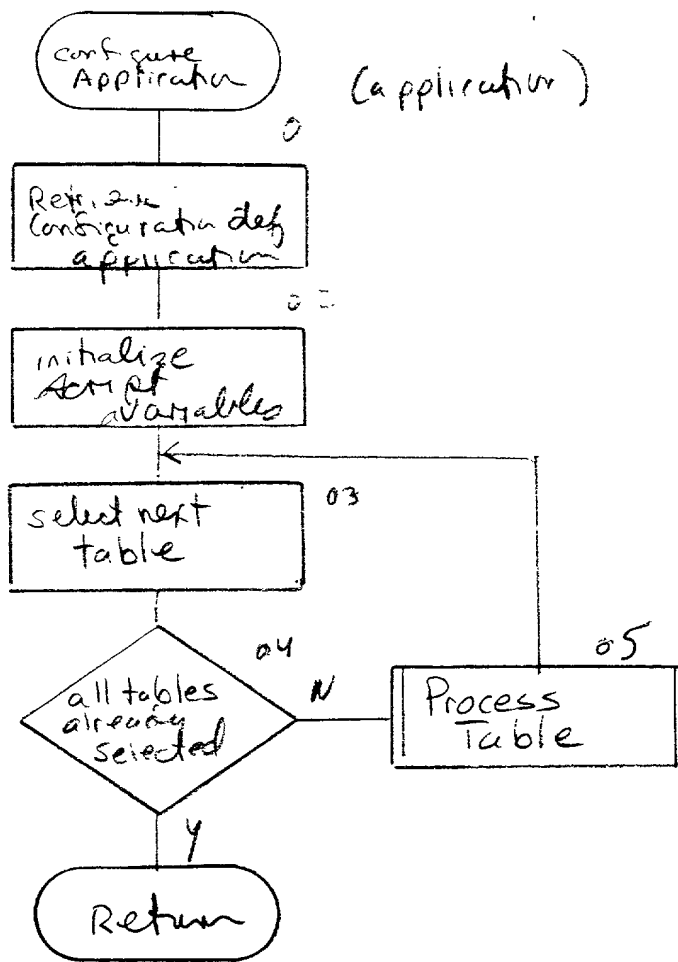 configure
Application
(application)
0
Retrieve
Configuration def
application
initialize
script
variables
03
select next
table
04
all tables
already
selected
N
05
Process
Table
Y
Return